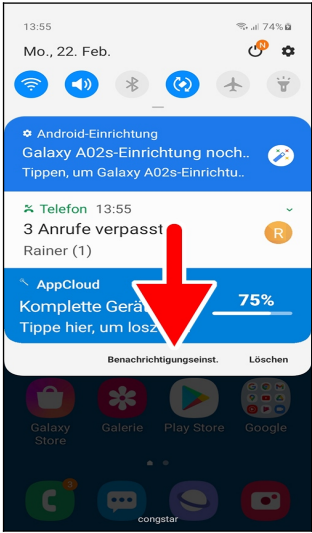 13:55
74%
Mo., 22. Feb.
N
Android-Einrichtung
Galaxy A02s-Einrichtung noch..
Tippen, um Galaxy A02s-Einrichtu..
Telefon 13:55
3 Anrufe verpasst
R
Rainer (1)
AppCloud
Komplette Gerä
75%
Tippe hier, um losz
Benachrichtigungseinst. Löschen
Galaxy Store
Galerie
Play Store
Google
3
congstar